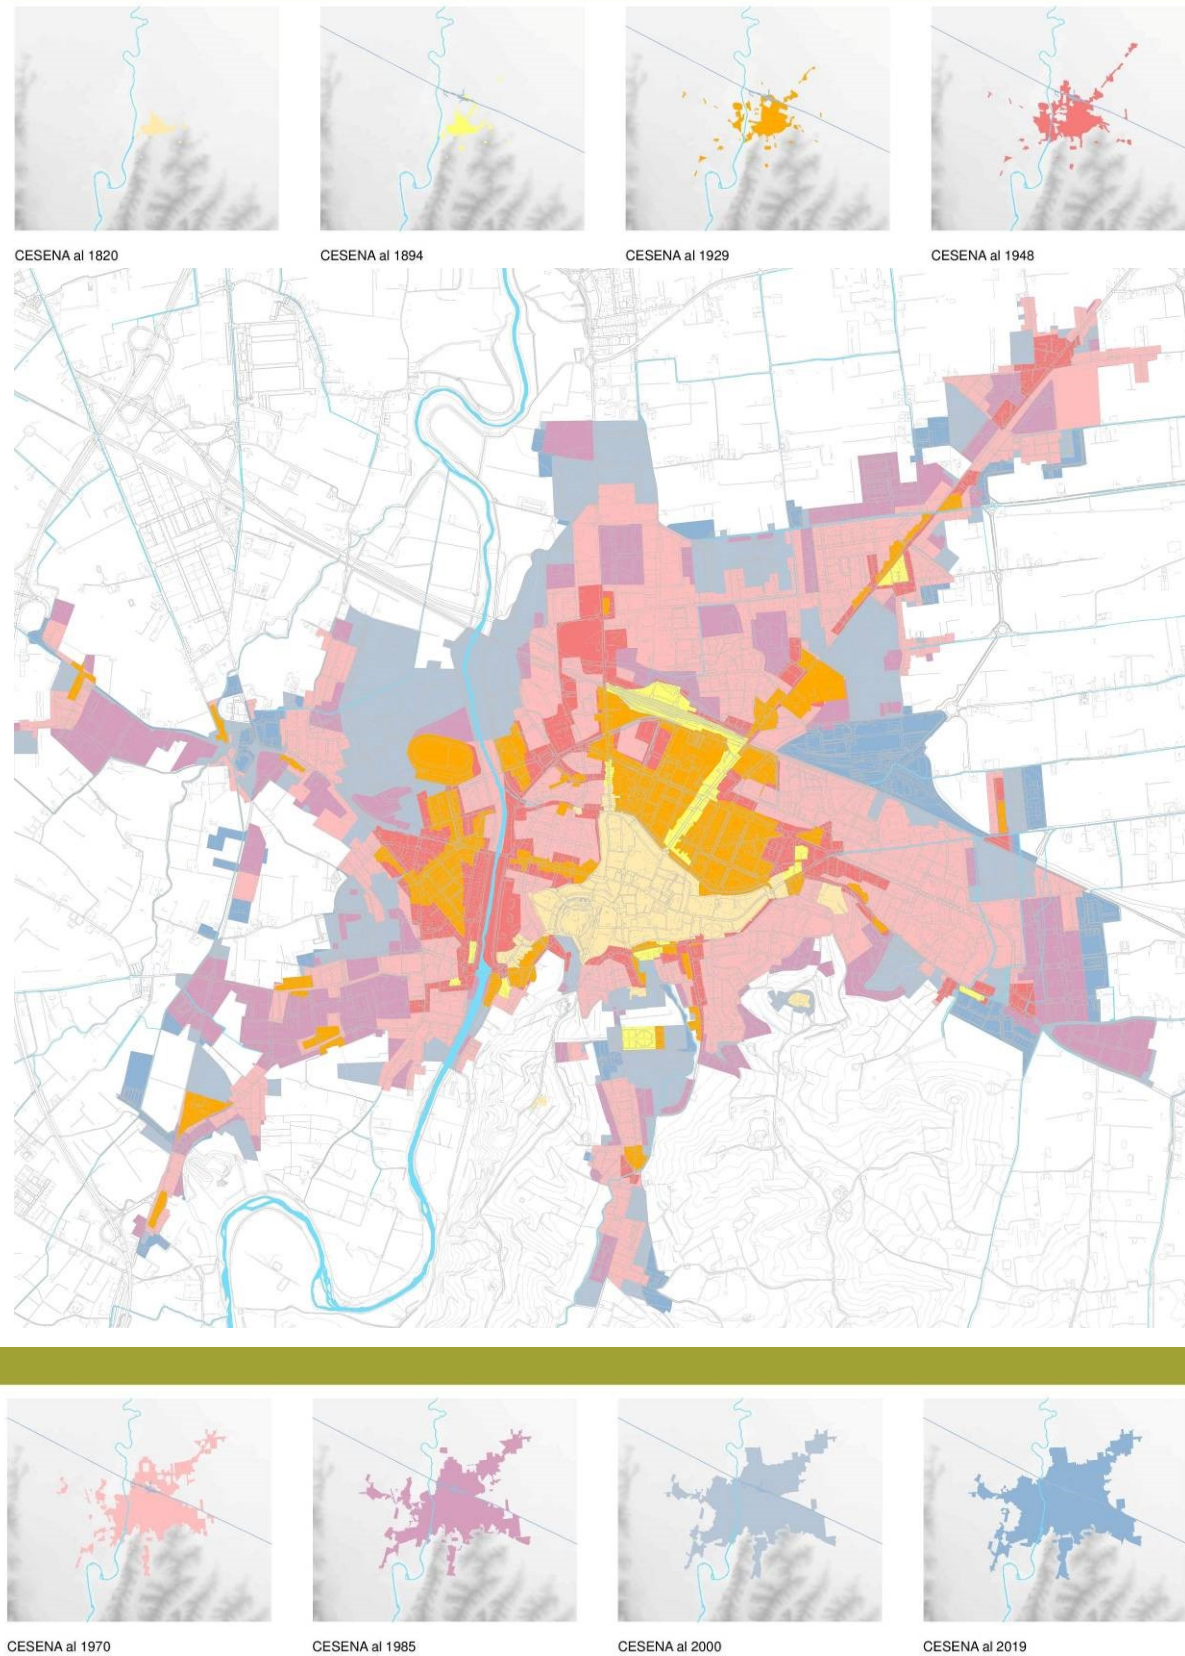 CESENA al 1820
CESENA al 1894
CESENA al 1929
CESENA al 1948
CESENA al 1970
CESENA al 1985
CESENA al 2000
CESENA al 2019